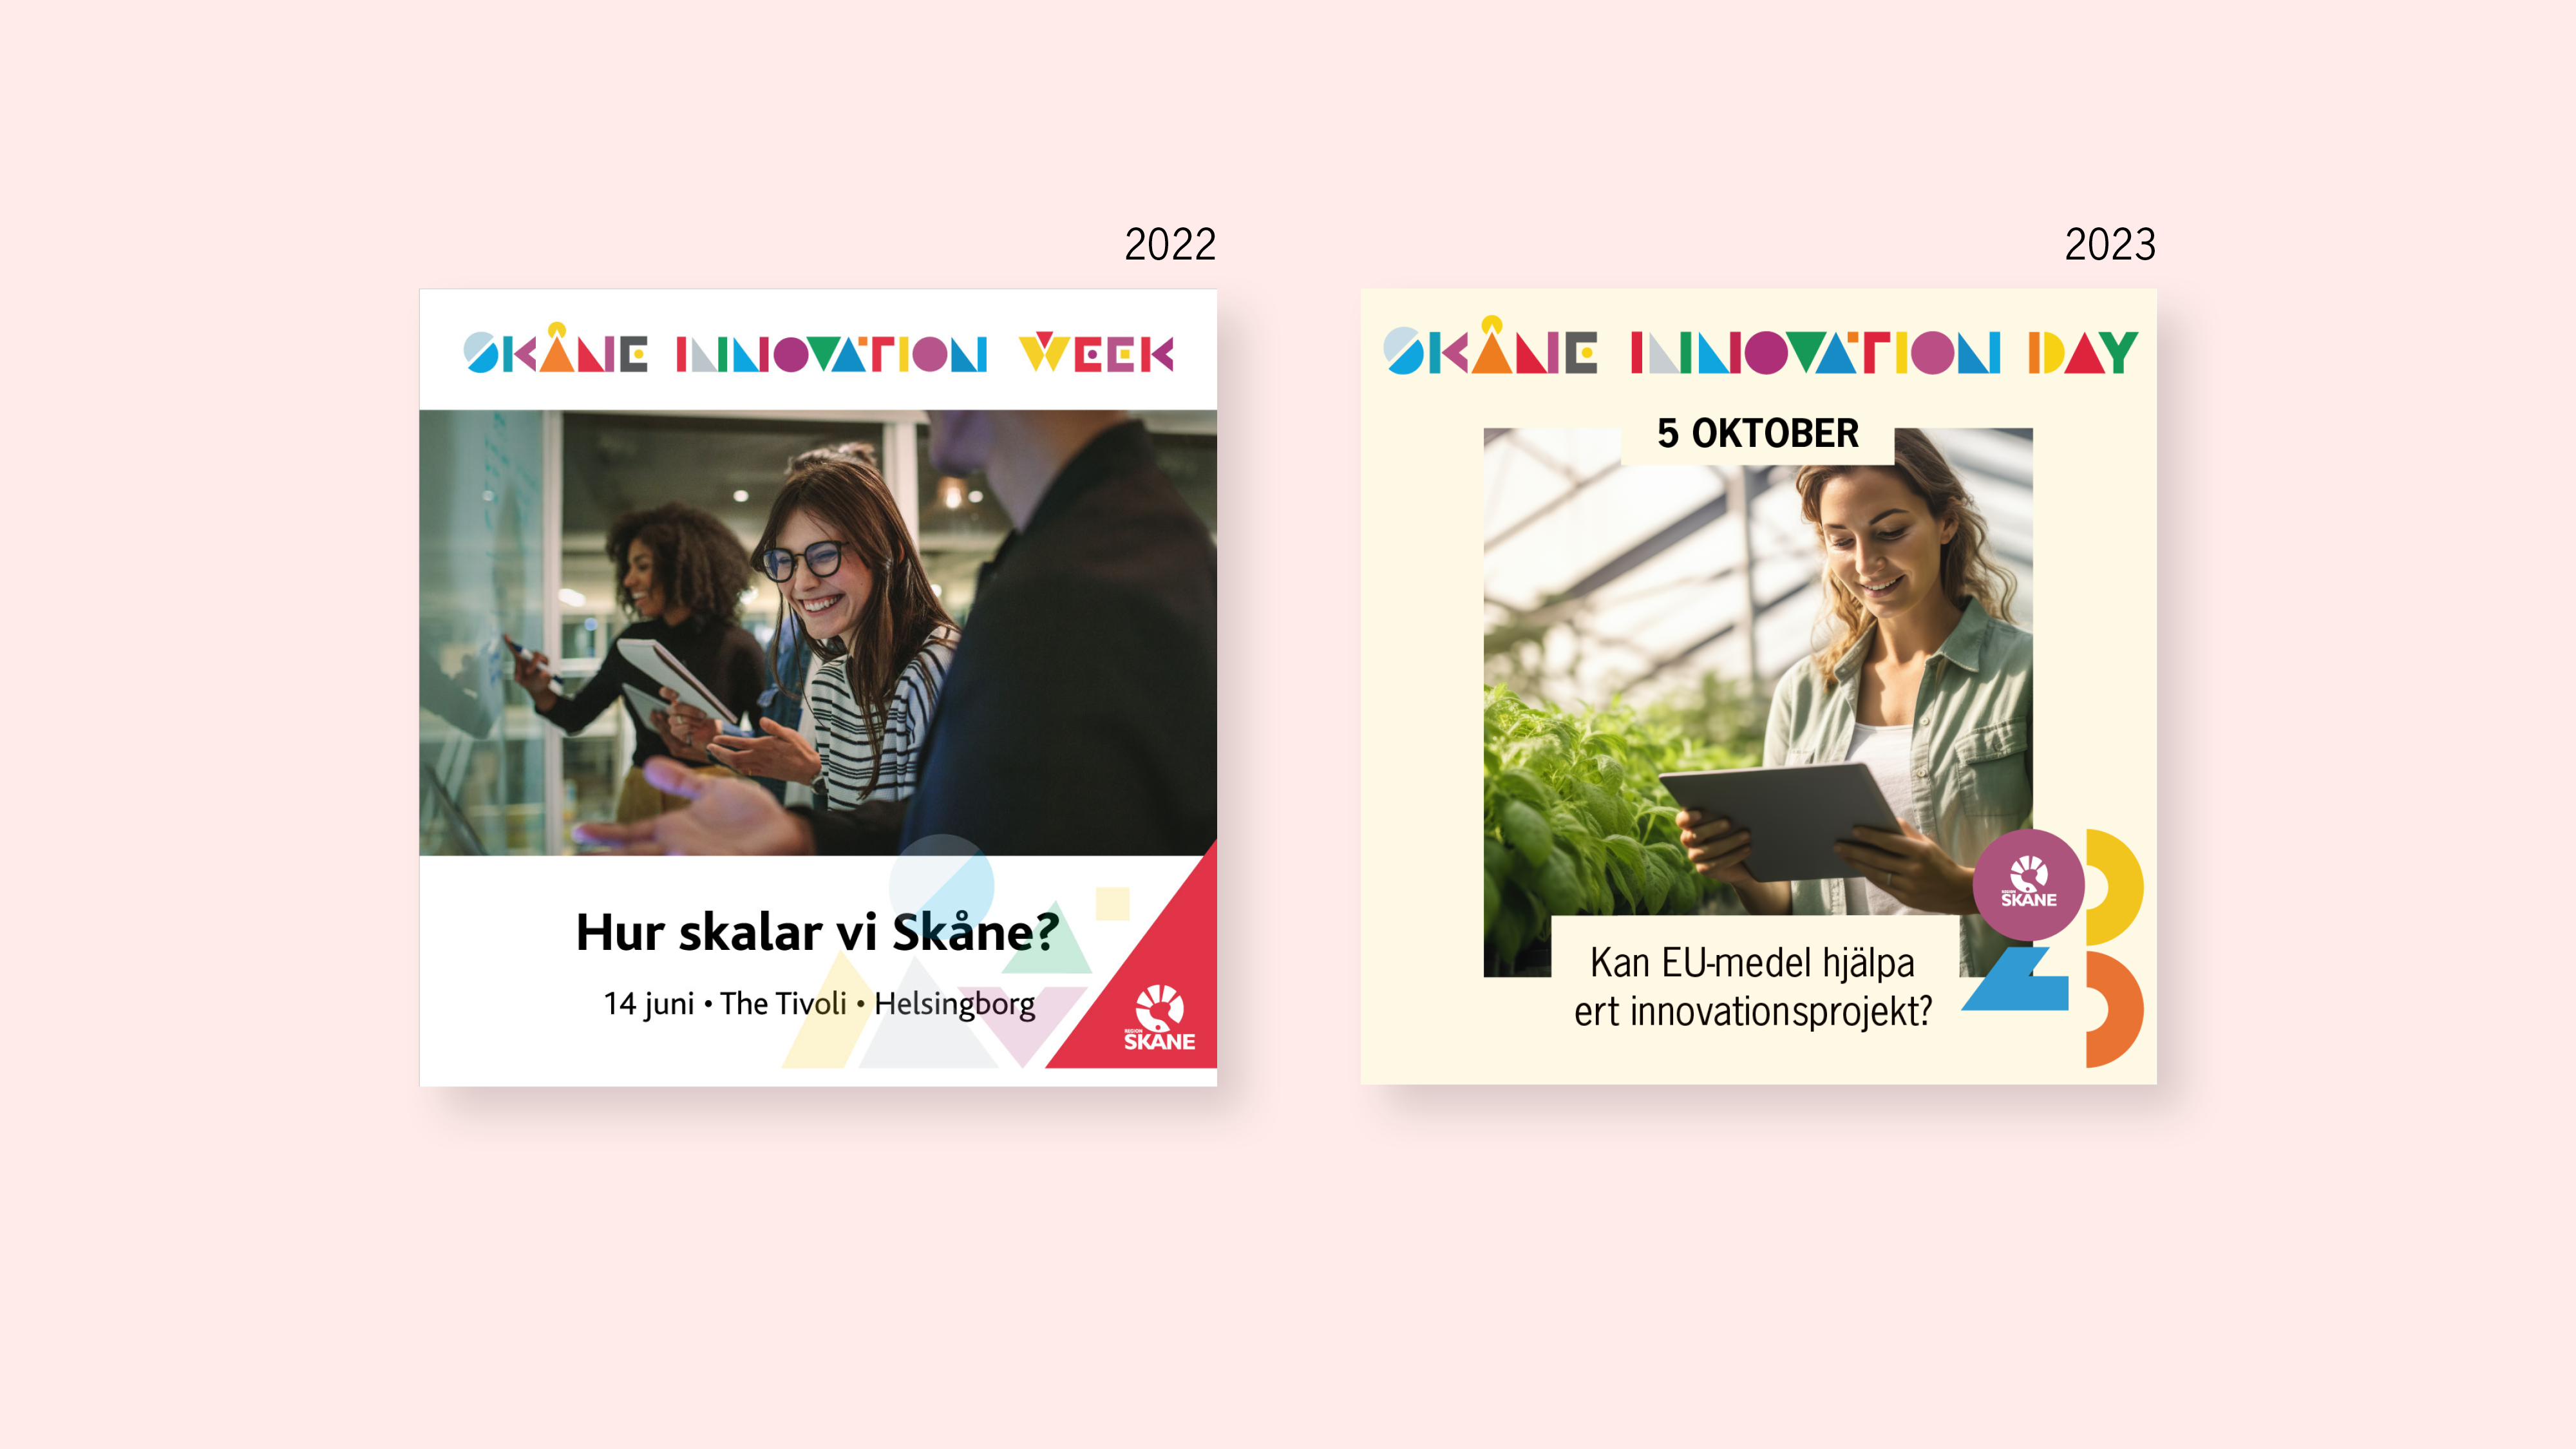 2022
SKÅNE INNOVATION WEEK
Hur skalar vi Skåne?
14 juni • The Tivoli • Helsingborg
REGION
SKÅNE
2023
SKÅNE INNOVATION DAY
5 OKTOBER
REGION
SKÅNE
23
Kan EU-medel hjälpa
ert innovationsprojekt?